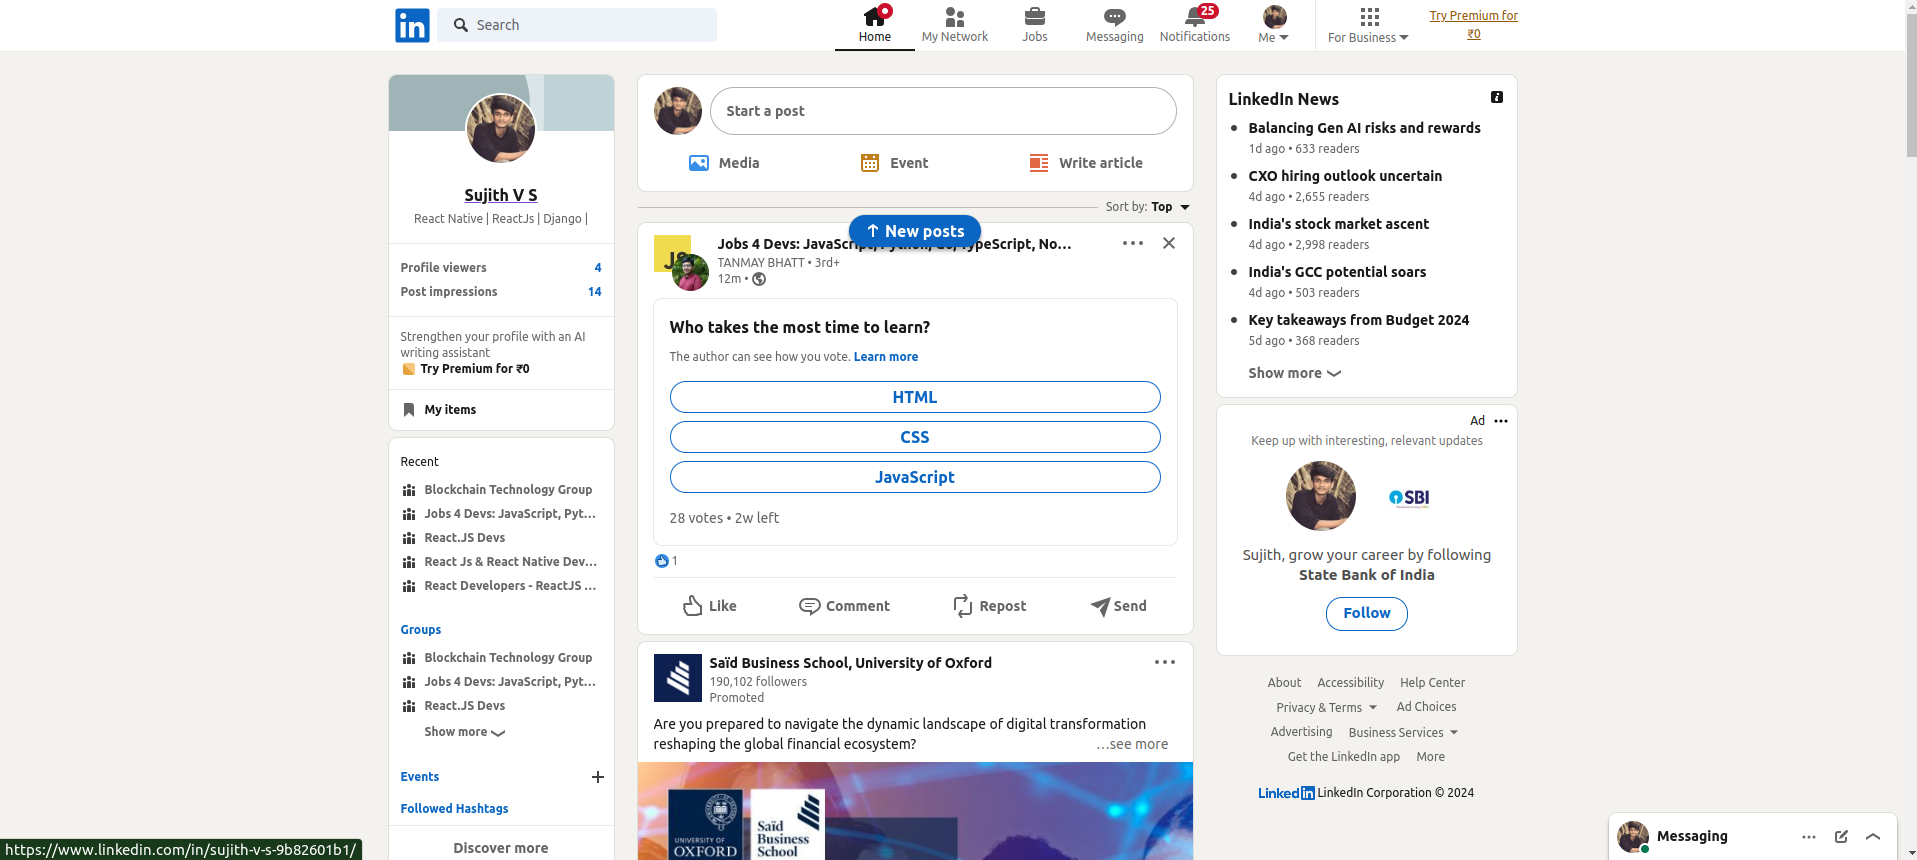 in
Search
Home
My Network
Jobs
Messaging
25
Notifications
Me
For Business
Try Premium for
₹0
Sujith V S
React Native | ReactJs | Django |
Profile viewers 4
Post impressions 14
Strengthen your profile with an AI
writing assistant
Try Premium for ₹0
My items
Recent
Blockchain Technology Group
Jobs 4 Devs: JavaScript, Pyt...
React.JS Devs
React Js & React Native Dev...
React Developers - ReactJS ...
Groups
Blockchain Technology Group
Jobs 4 Devs: JavaScript, Pyt...
React.JS Devs
Show more
Events
Followed Hashtags
Discover more
https://www.linkedin.com/in/sujith-v-s-9b82601b1/
Start a post
Media
Event
Write article
Sort by: Top
New posts
Jobs 4 Devs: JavaScript, TypeScript, No...
TANMAY BHATT • 3rd+
12m •
Who takes the most time to learn?
The author can see how you vote. Learn more
HTML
CSS
JavaScript
28 votes • 2w left
1
Like
Comment
Repost
Send
Saïd Business School, University of Oxford
190,102 followers
Promoted
Are you prepared to navigate the dynamic landscape of digital transformation
reshaping the global financial ecosystem? ...see more
UNIVERSITY OF
OXFORD
Saïd
Business
School
LinkedIn News
Balancing Gen AI risks and rewards
1d ago • 633 readers
CXO hiring outlook uncertain
4d ago • 2,655 readers
India's stock market ascent
4d ago • 2,998 readers
India's GCC potential soars
4d ago • 503 readers
Key takeaways from Budget 2024
5d ago • 368 readers
Show more
Ad
Keep up with interesting, relevant updates
SBI
Sujith, grow your career by following
State Bank of India
Follow
About Accessibility Help Center
Privacy & Terms Ad Choices
Advertising Business Services
Get the LinkedIn app More
LinkedIn LinkedIn Corporation © 2024
Messaging